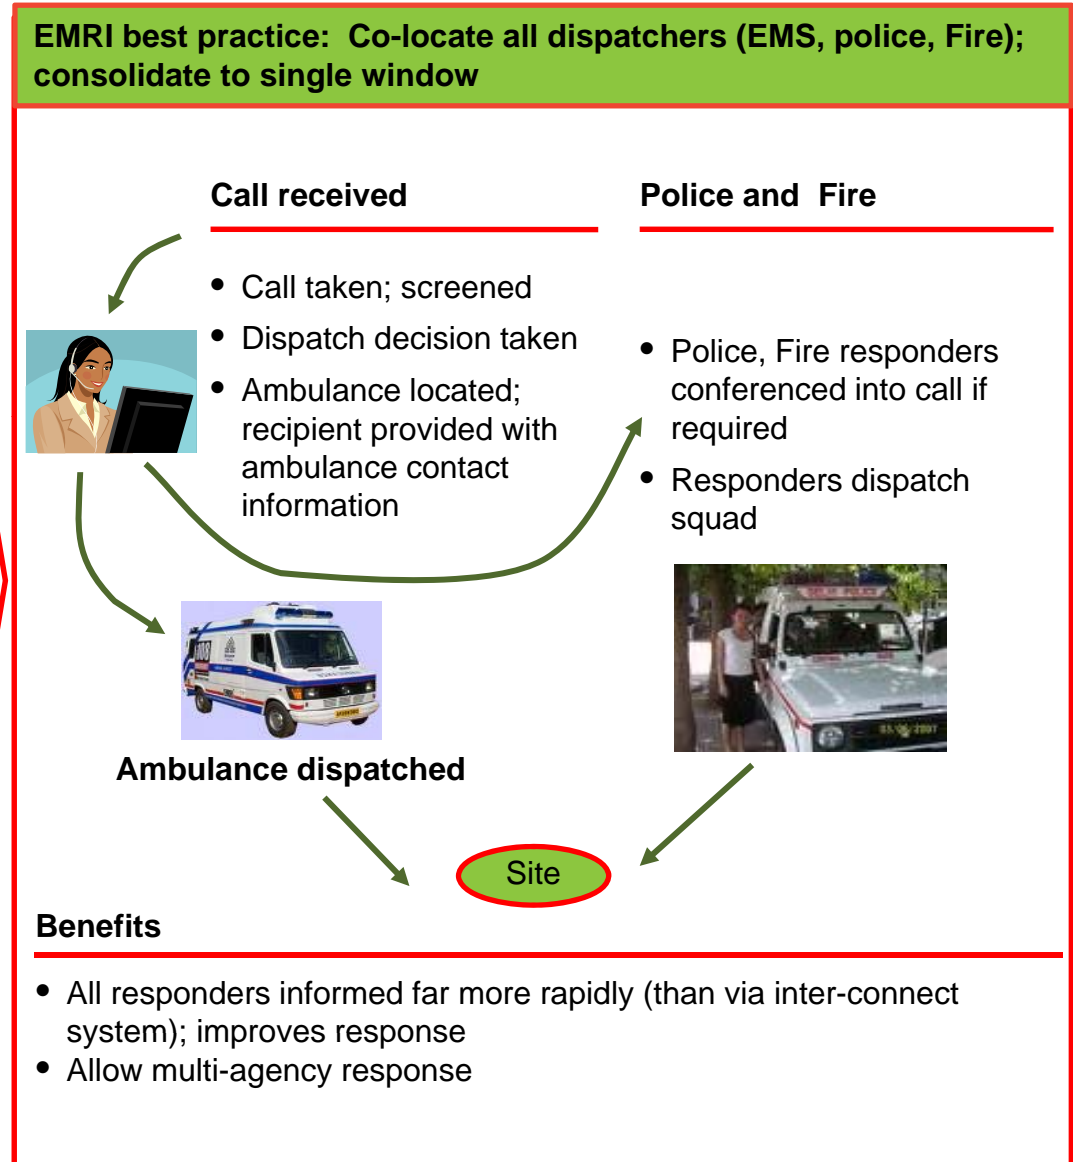 EMRI best practice:  Co-locate all dispatchers (EMS, police, Fire);
consolidate to single window
Call received
• Call taken; screened
• Dispatch decision taken
• Ambulance located;
recipient provided with
ambulance contact
information
Police and  Fire
• Police, Fire responders
conferenced into call if
required
• Responders dispatch
squad
108
POLICE
Ambulance dispatched
Site
Benefits
• All responders informed far more rapidly (than via inter-connect
system); improves response
• Allow multi-agency response